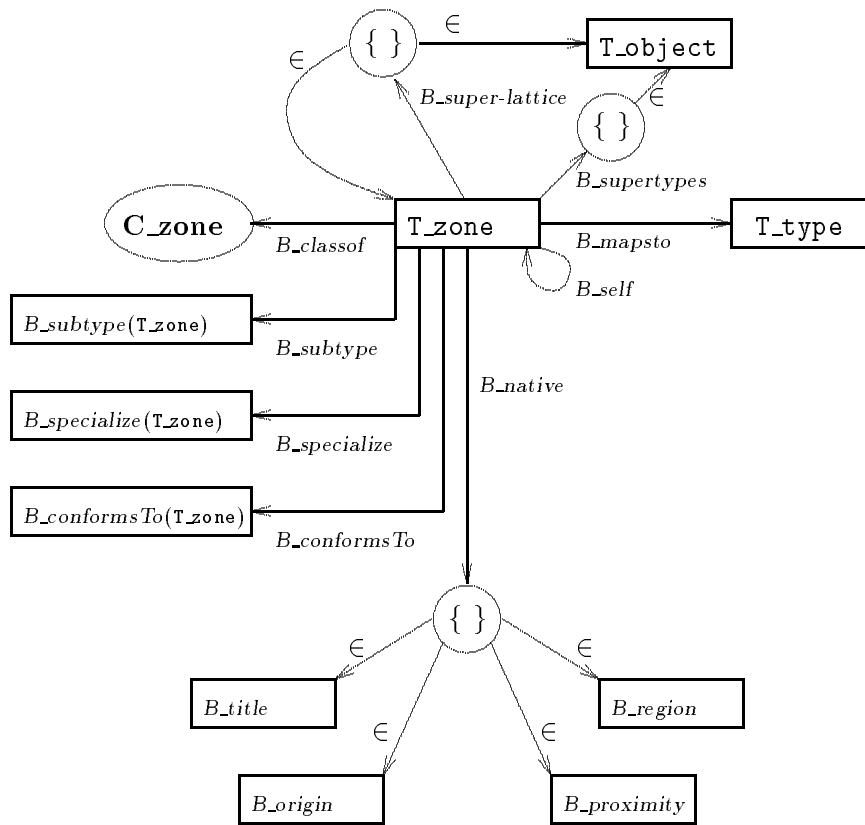 ∈
{ }
∈
T_object
B_super-lattice
∈
{ }
B_supertypes
C_zone
T_zone
T_type
B_classof
B_mapsto
B_self
B_subtype(T_zone)
B_subtype
B_native
B_specialize(T_zone)
B_specialize
B_conformsTo(T_zone)
B_conformsTo
{ }
∈
∈
B_title
B_region
∈
∈
B_origin
B_proximity